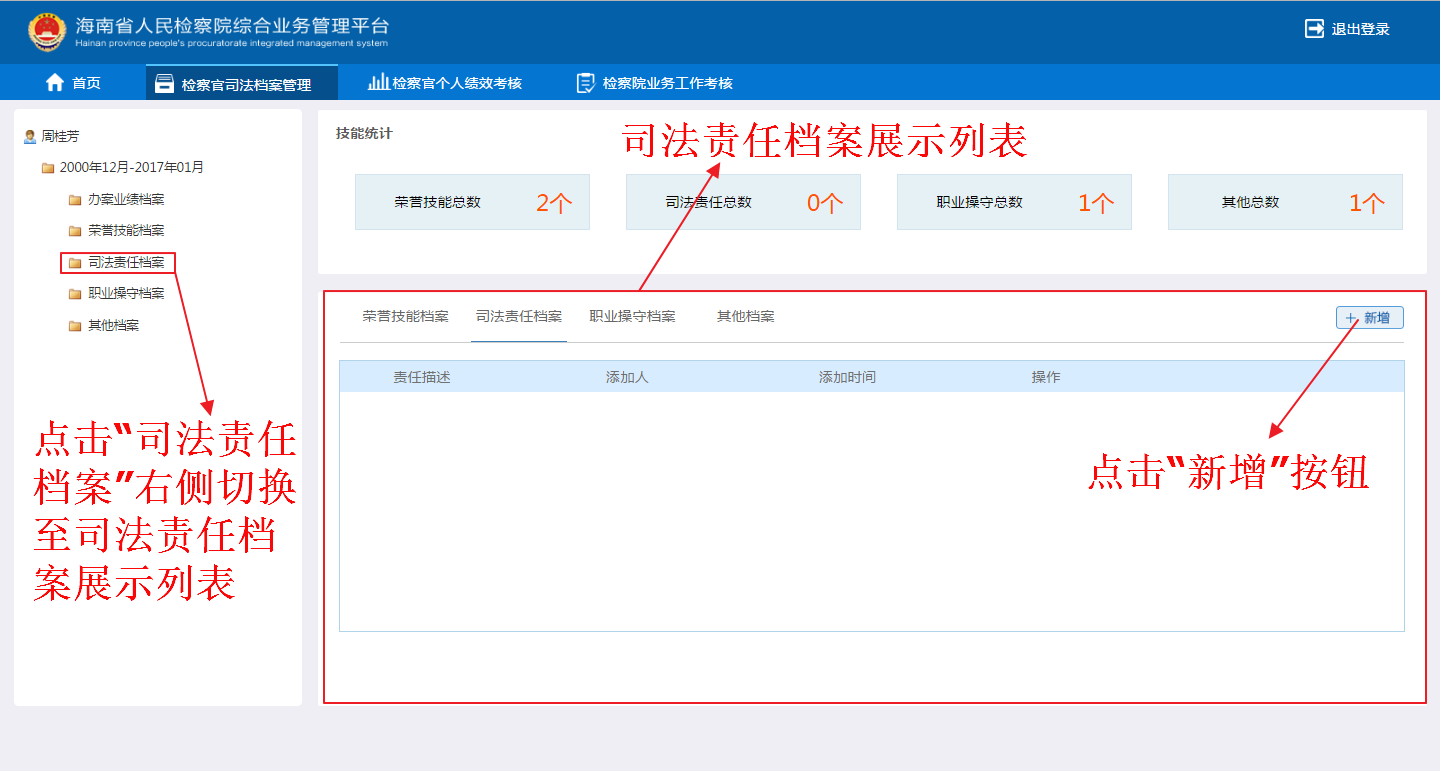 海南省人民检察院综合业务管理平台
Hainan province people's procuratorate integrated management system
退出登录
首页
检察官司法档案管理
检察官个人绩效考核
检察院业务工作考核
周桂芳
2000年12月-2017年01月
办案业绩档案
荣誉技能档案
司法责任档案
职业操守档案
其他档案
点击“司法责任
档案”右侧切换
至司法责任档
案展示列表
技能统计
司法责任档案展示列表
荣誉技能总数 2个
司法责任总数 0个
职业操守总数 1个
其他总数 1个
荣誉技能档案 司法责任档案 职业操守档案 其他档案
+ 新增
责任描述 添加人 添加时间 操作
点击“新增”按钮